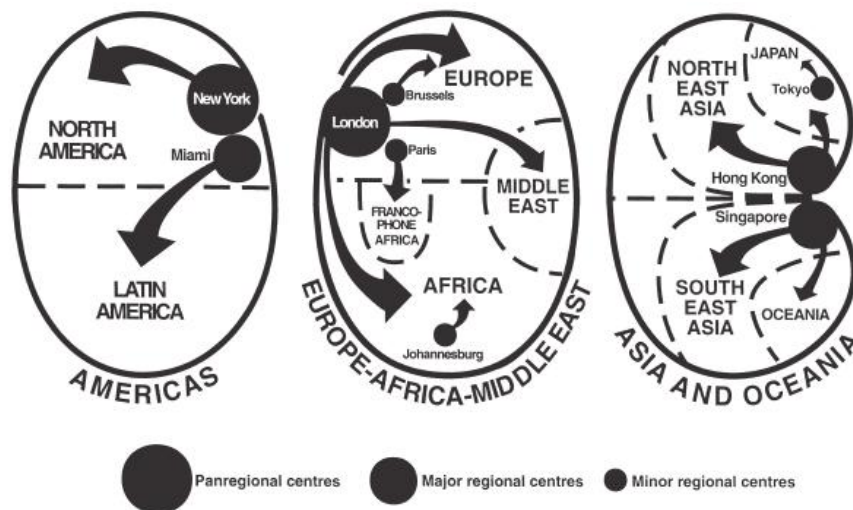 New York
NORTH
AMERICA
Miami
LATIN
AMERICA
AMERICAS
EUROPE
Brussels
London
Paris
MIDDLE
EAST
FRANCO-
PHONE
AFRICA
AFRICA
Johannesburg
EUROPE-AFRICA-MIDDLE EAST
JAPAN
NORTH
EAST
ASIA
Tokyo
Hong Kong
Singapore
SOUTH
EAST
ASIA
OCEANIA
ASIA AND OCEANIA
Panregional centres
Major regional centres
Minor regional centres